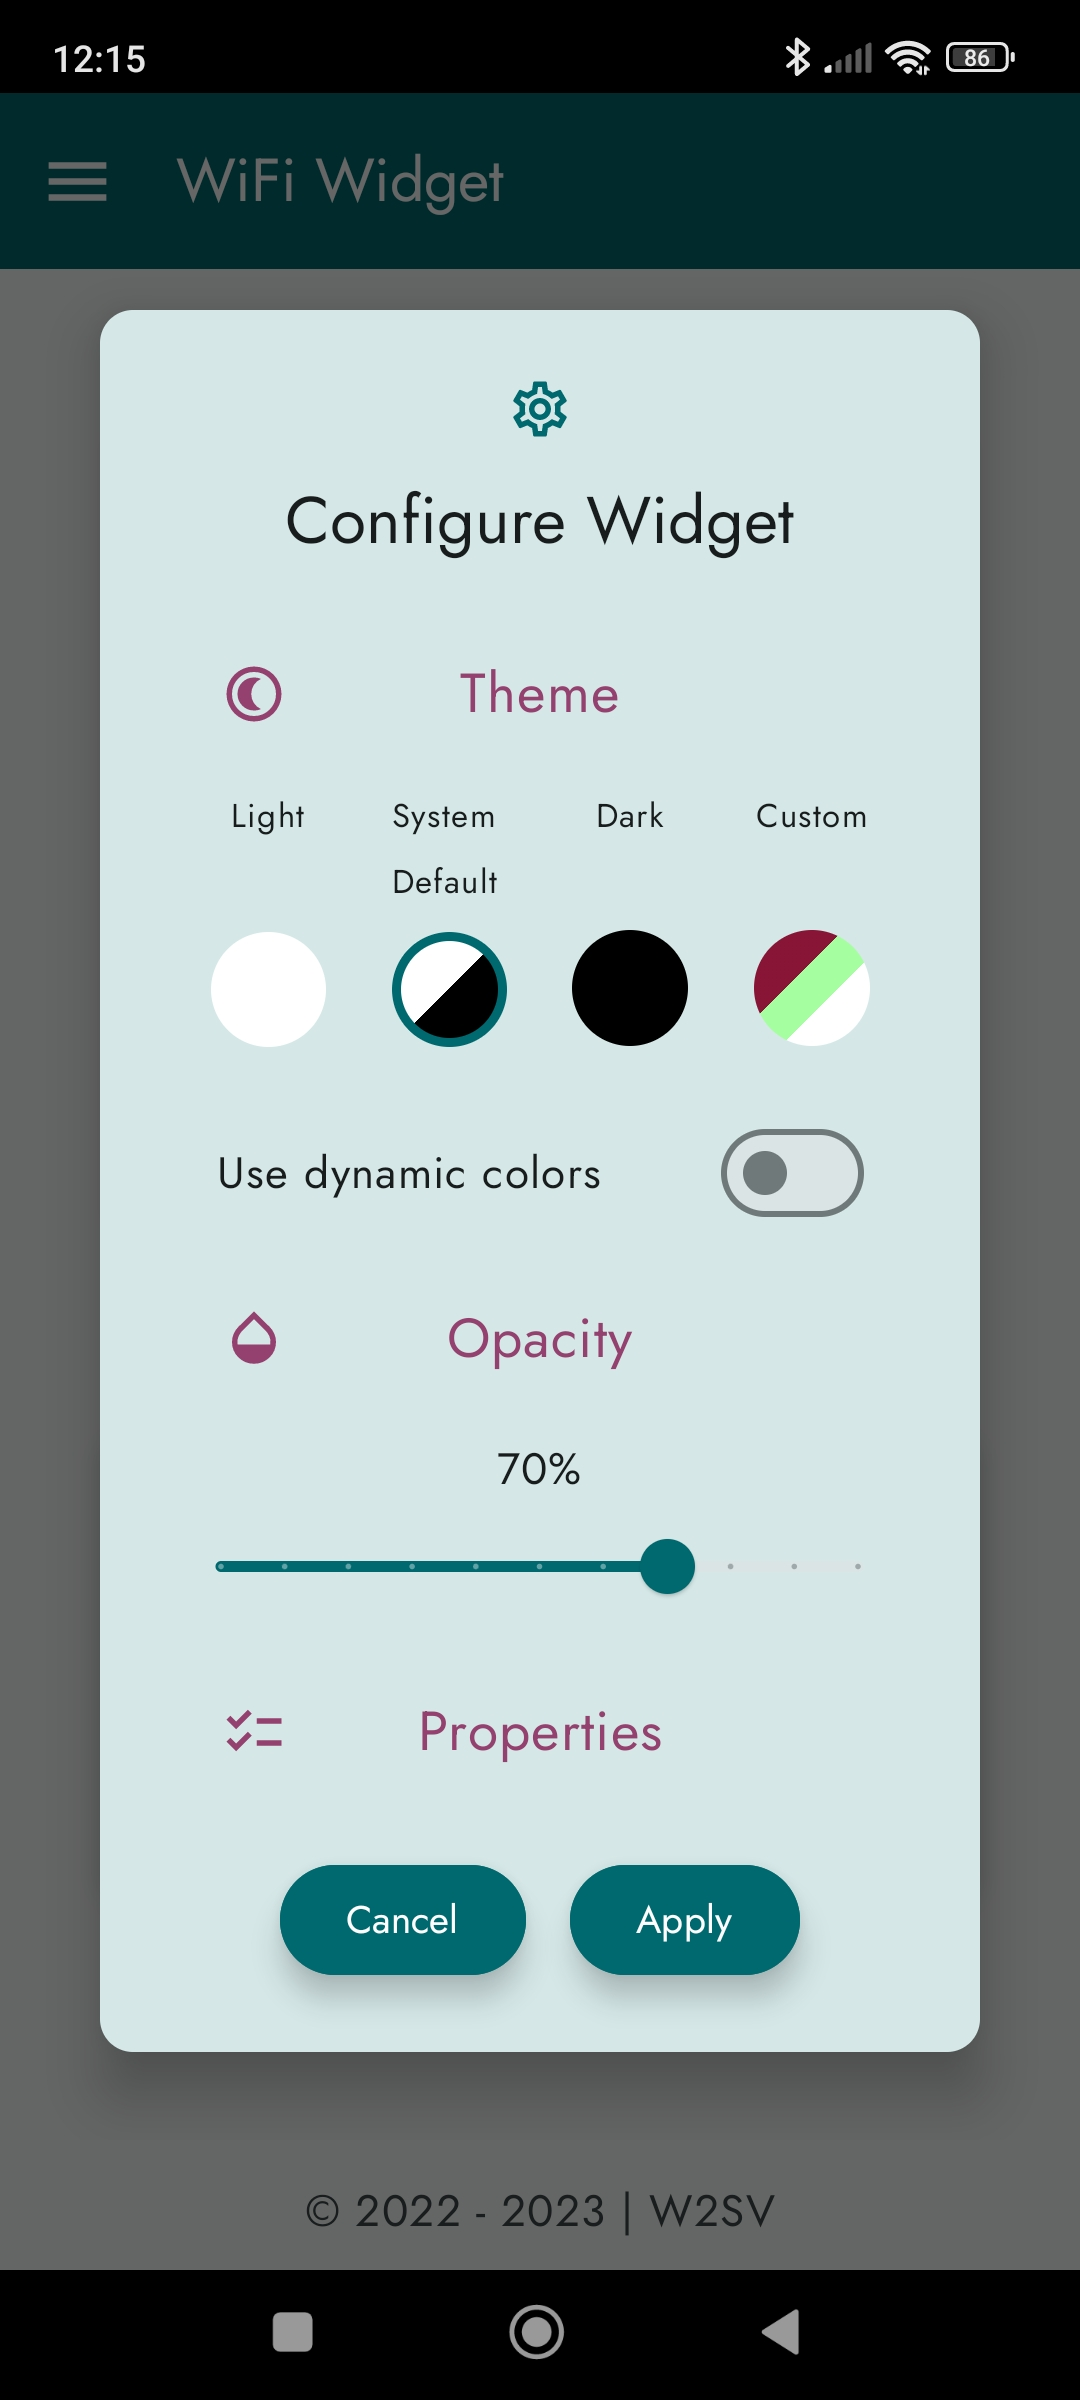 12:15
86
WiFi Widget
Configure Widget
Theme
Light
System
Default
Dark
Custom
Use dynamic colors
Opacity
70%
Properties
Cancel
Apply
© 2022 - 2023 | W2SV